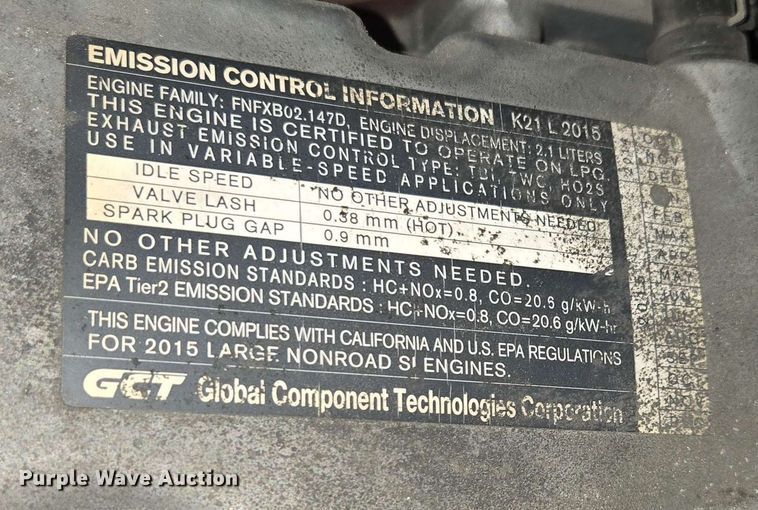 EMISSION CONTROL INFORMATION K21 L 2015
ENGINE FAMILY: FNFXB02.147D, ENGINE DISPLACEMENT: 2.1 LITERS
THIS ENGINE IS CERTIFIED TO OPERATE ON LPG.
EXHAUST EMISSION CONTROL TYPE: TBI, TWC, HO2S
USE IN VARIABLE-SPEED APPLICATIONS ONLY
IDLE SPEED NO OTHER ADJUSTMENTS NEEDED
VALVE LASH 0.38 mm (HOT)
SPARK PLUG GAP 0.9 mm
NO OTHER ADJUSTMENTS NEEDED.
CARB EMISSION STANDARDS : HC+NOx=0.8, CO=20.6 g/kW-h
EPA Tier2 EMISSION STANDARDS : HC+NOx=0.8, CO=20.6 g/kW-hr
THIS ENGINE COMPLIES WITH CALIFORNIA AND U.S. EPA REGULATIONS
FOR 2015 LARGE NONROAD SI ENGINES.
GCT Global Component Technologies Corporation
OCT
NOV
DEC
FEB
MAR
APR
Purple Wave Auction